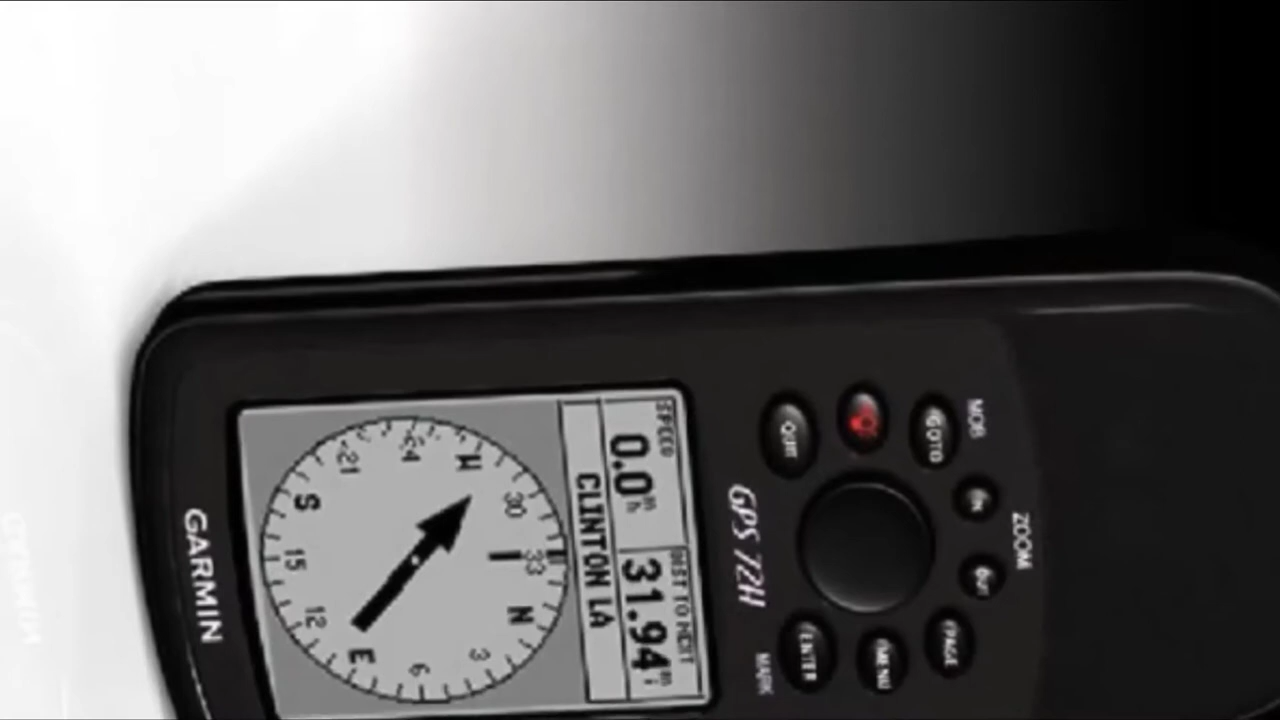 SPEED
0.0 m/h
DIST TO NEXT
31.94 mi
CLINTON LA
33
30
N
W
3
24
6
21
E
S
12
15
GARMIN
GPS 72H
QUIT
GOTO
MOB
IN
ZOOM
OUT
ENTER
MARK
MENU
PAGE